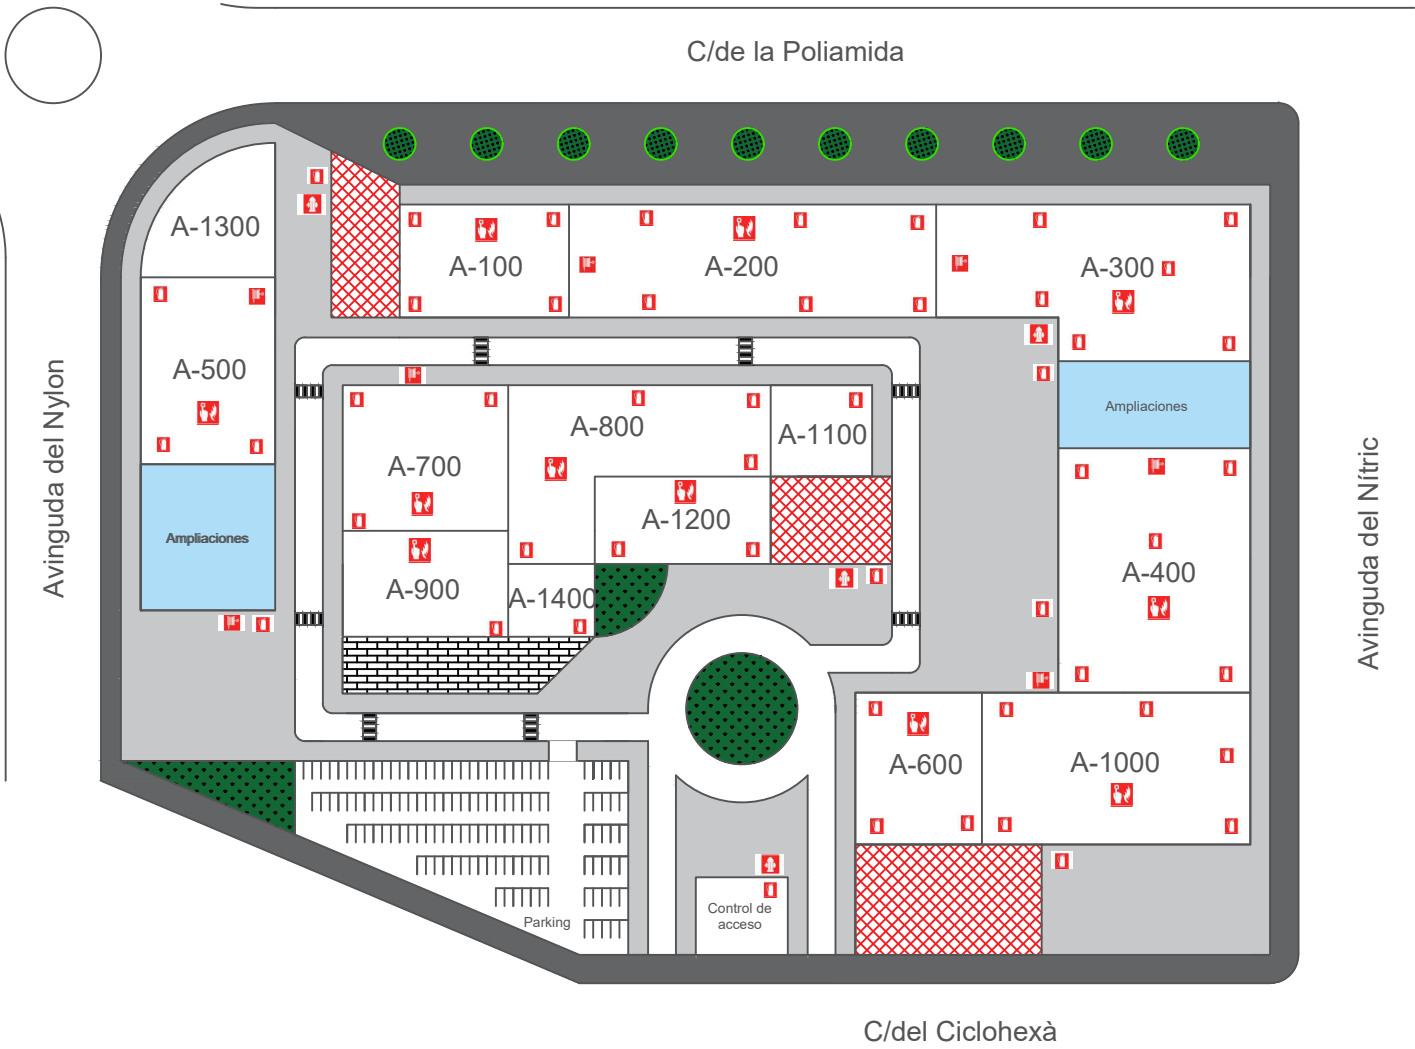 C/de la Poliamida
A-1300
A-100
A-200
A-300
A-500
Avinguda del Nylon
Ampliaciones
A-800
A-1100
A-700
Avinguda del Nítric
A-1200
Ampliaciones
A-400
A-900
A-1400
A-600
A-1000
Parking
Control de
acceso
C/del Ciclohexà